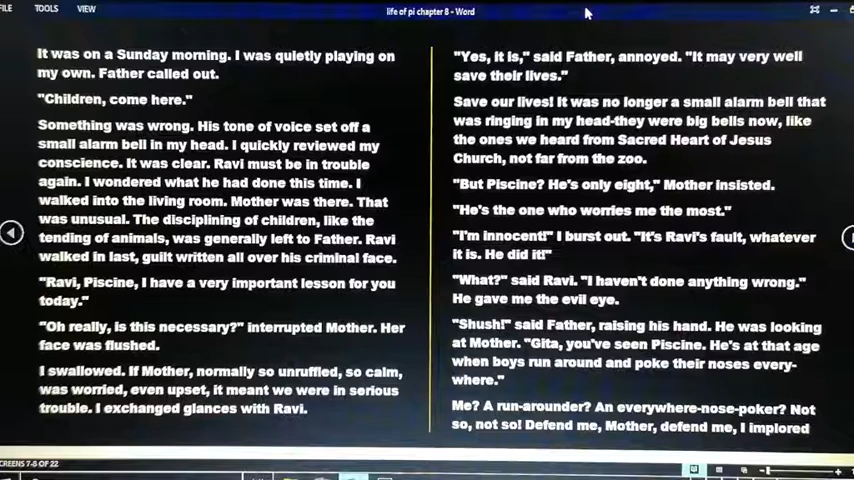 FILE TOOLS VIEW
life of pi chapter 8 - Word
It was on a Sunday morning. I was quietly playing on
my own. Father called out.
"Children, come here."
Something was wrong. His tone of voice set off a
small alarm bell in my head. I quickly reviewed my
conscience. It was clear. Ravi must be in trouble
again. I wondered what he had done this time. I
walked into the living room. Mother was there. That
was unusual. The disciplining of children, like the
tending of animals, was generally left to Father. Ravi
walked in last, guilt written all over his criminal face.
"Ravi, Piscine, I have a very important lesson for you
today."
"Oh really, is this necessary?" interrupted Mother. Her
face was flushed.
I swallowed. If Mother, normally so unruffled, so calm,
was worried, even upset, it meant we were in serious
trouble. I exchanged glances with Ravi.
"Yes, it is," said Father, annoyed. "It may very well
save their lives."
Save our lives! It was no longer a small alarm bell that
was ringing in my head-they were big bells now, like
the ones we heard from Sacred Heart of Jesus
Church, not far from the zoo.
"But Piscine? He's only eight," Mother insisted.
"He's the one who worries me the most."
"I'm innocent!" I burst out. "It's Ravi's fault, whatever
it is. He did it!"
"What?" said Ravi. "I haven't done anything wrong."
He gave me the evil eye.
"Shush!" said Father, raising his hand. He was looking
at Mother. "Gita, you've seen Piscine. He's at that age
when boys run around and poke their noses every-
where."
Me? A run-arounder? An everywhere-nose-poker? Not
so, not so! Defend me, Mother, defend me, I implored
SCREENS 7-8 OF 22